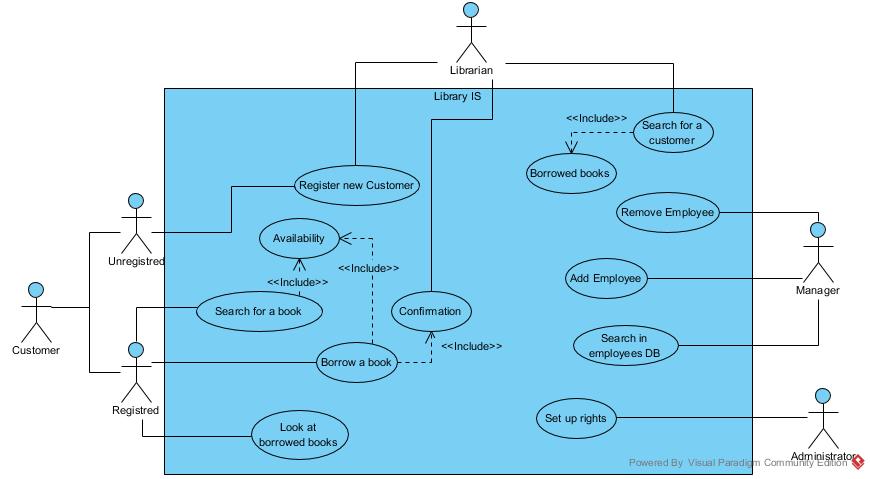 Librarian
Library IS
<<Include>>
Search for a
customer
Borrowed books
Register new Customer
Remove Employee
Availability
Unregistred
<<Include>>
<<Include>>
Add Employee
Manager
Search for a book
Confirmation
Customer
Search in
employees DB
<<Include>>
Borrow a book
Registred
Look at
borrowed books
Set up rights
Administrator
Powered By Visual Paradigm Community Edition